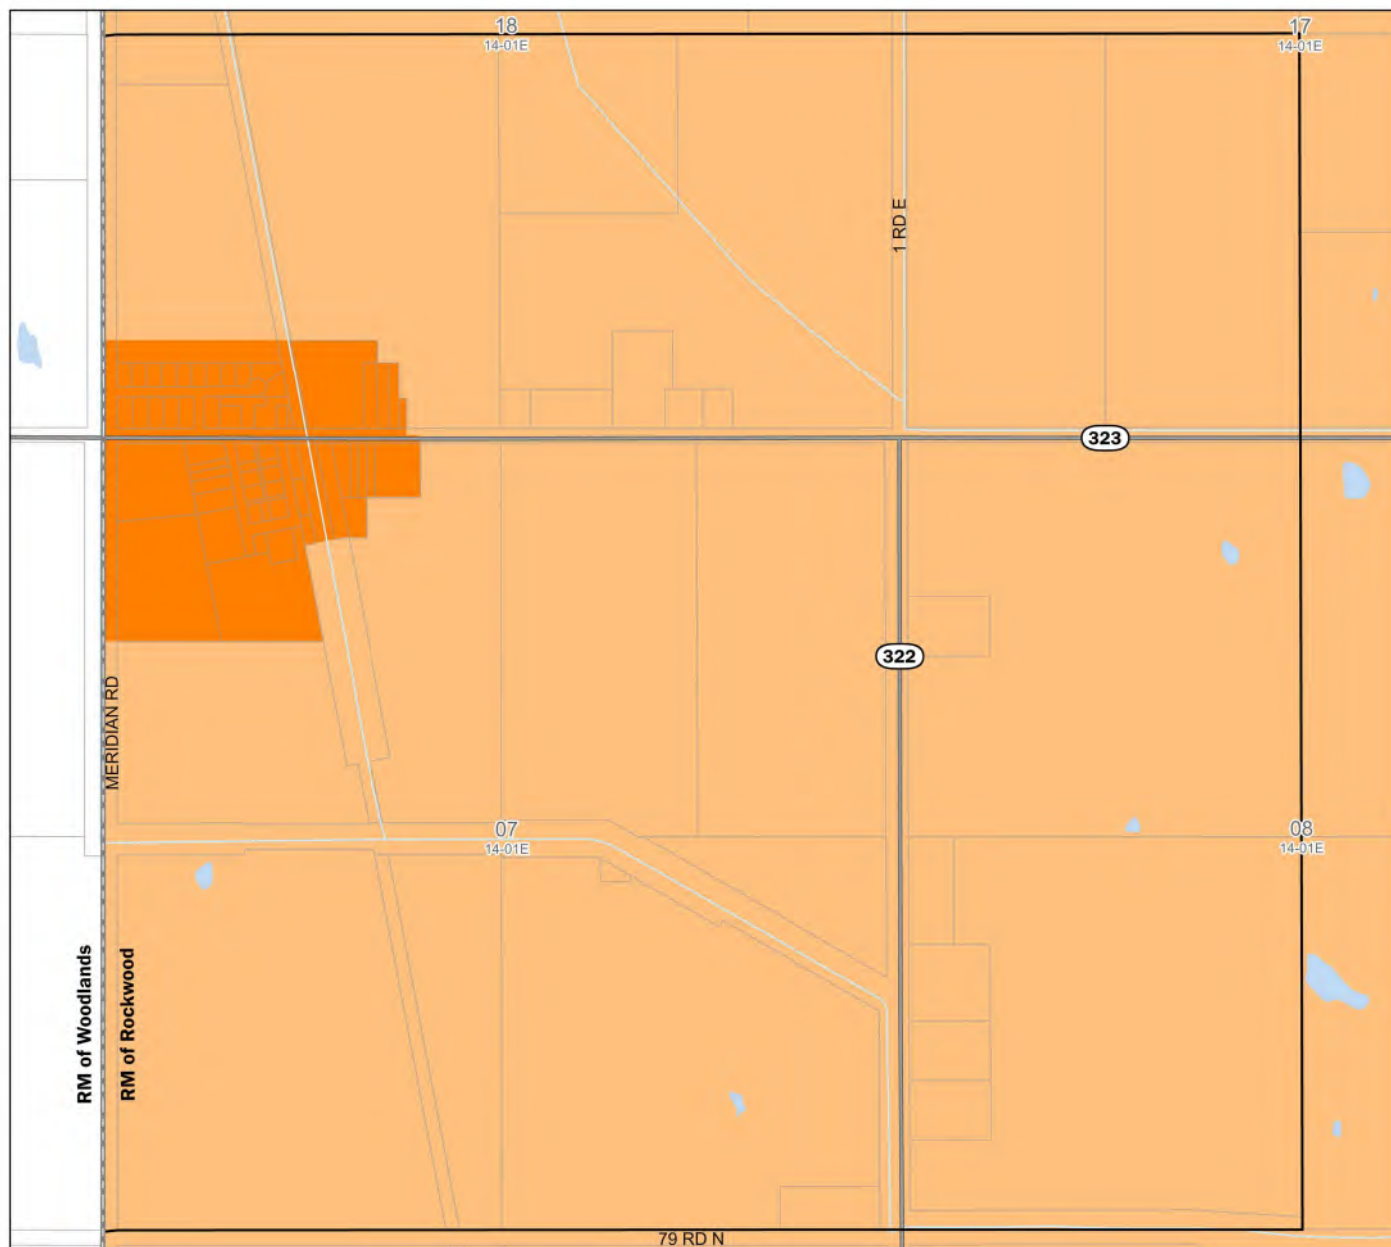 18
14-01E
17
14-01E
1 RD E
323
322
MERIDIAN RD
07
14-01E
08
14-01E
RM of Woodlands
RM of Rockwood
79 RD N